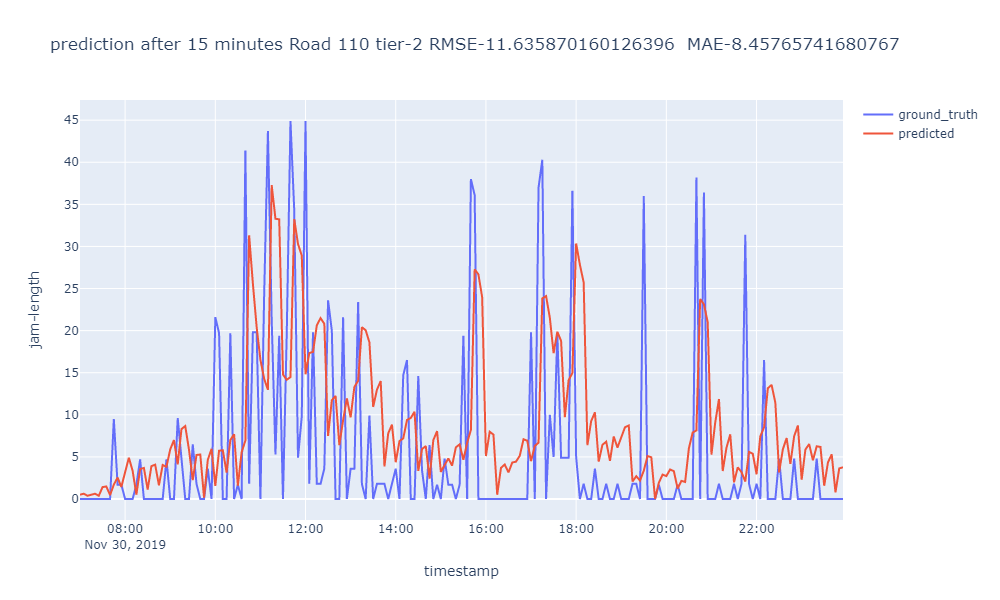 prediction after 15 minutes Road 110 tier-2 RMSE-11.635870160126396  MAE-8.45765741680767
ground_truth
predicted
45
40
35
30
25
20
15
10
5
0
jam-length
08:00 10:00 12:00 14:00 16:00 18:00 20:00 22:00
Nov 30, 2019
timestamp